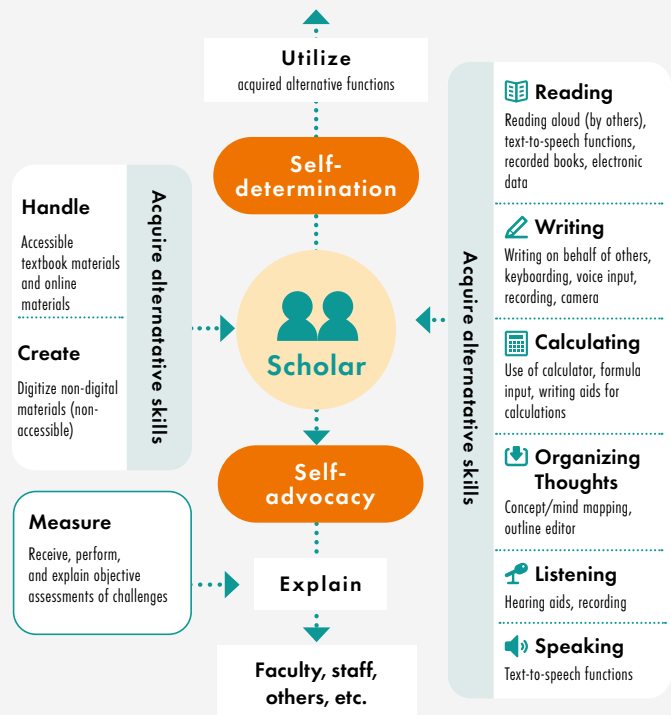 Utilize
acquired alternative functions
Self-
determination
Handle
Accessible
textbook materials
and online
materials
Create
Digitize non-digital
materials (non-
accessible)
Acquire alternatative skills
Scholar
Self-
advocacy
Measure
Receive, perform,
and explain objective
assessments of challenges
Explain
Faculty, staff,
others, etc.
Acquire alternatative skills
Reading
Reading aloud (by others),
text-to-speech functions,
recorded books, electronic
data
Writing
Writing on behalf of others,
keyboarding, voice input,
recording, camera
Calculating
Use of calculator, formula
input, writing aids for
calculations
Organizing
Thoughts
Concept/mind mapping,
outline editor
Listening
Hearing aids, recording
Speaking
Text-to-speech functions